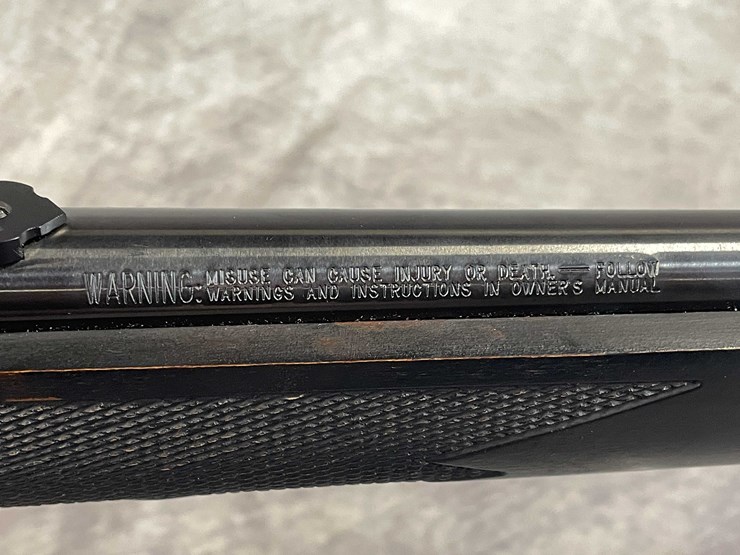 WARNING: MISUSE CAN CAUSE INJURY OR DEATH. — FOLLOW
WARNINGS AND INSTRUCTIONS IN OWNER'S MANUAL